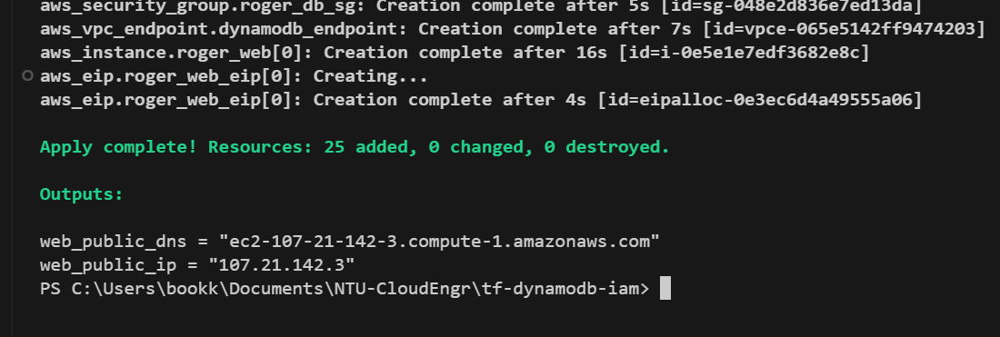 aws_security_group.roger_db_sg: Creation complete after 5s [id=sg-048e2d836e7ed13da]
aws_vpc_endpoint.dynamodb_endpoint: Creation complete after 7s [id=vpce-065e5142ff9474203]
aws_instance.roger_web[0]: Creation complete after 16s [id=i-0e5e1e7edf3682e8c]
aws_eip.roger_web_eip[0]: Creating...
aws_eip.roger_web_eip[0]: Creation complete after 4s [id=eipalloc-0e3ec6d4a49555a06]
Apply complete! Resources: 25 added, 0 changed, 0 destroyed.
Outputs:
web_public_dns = "ec2-107-21-142-3.compute-1.amazonaws.com"
web_public_ip = "107.21.142.3"
PS C:\Users\bookk\Documents\NTU-CloudEngr\tf-dynamodb-iam>